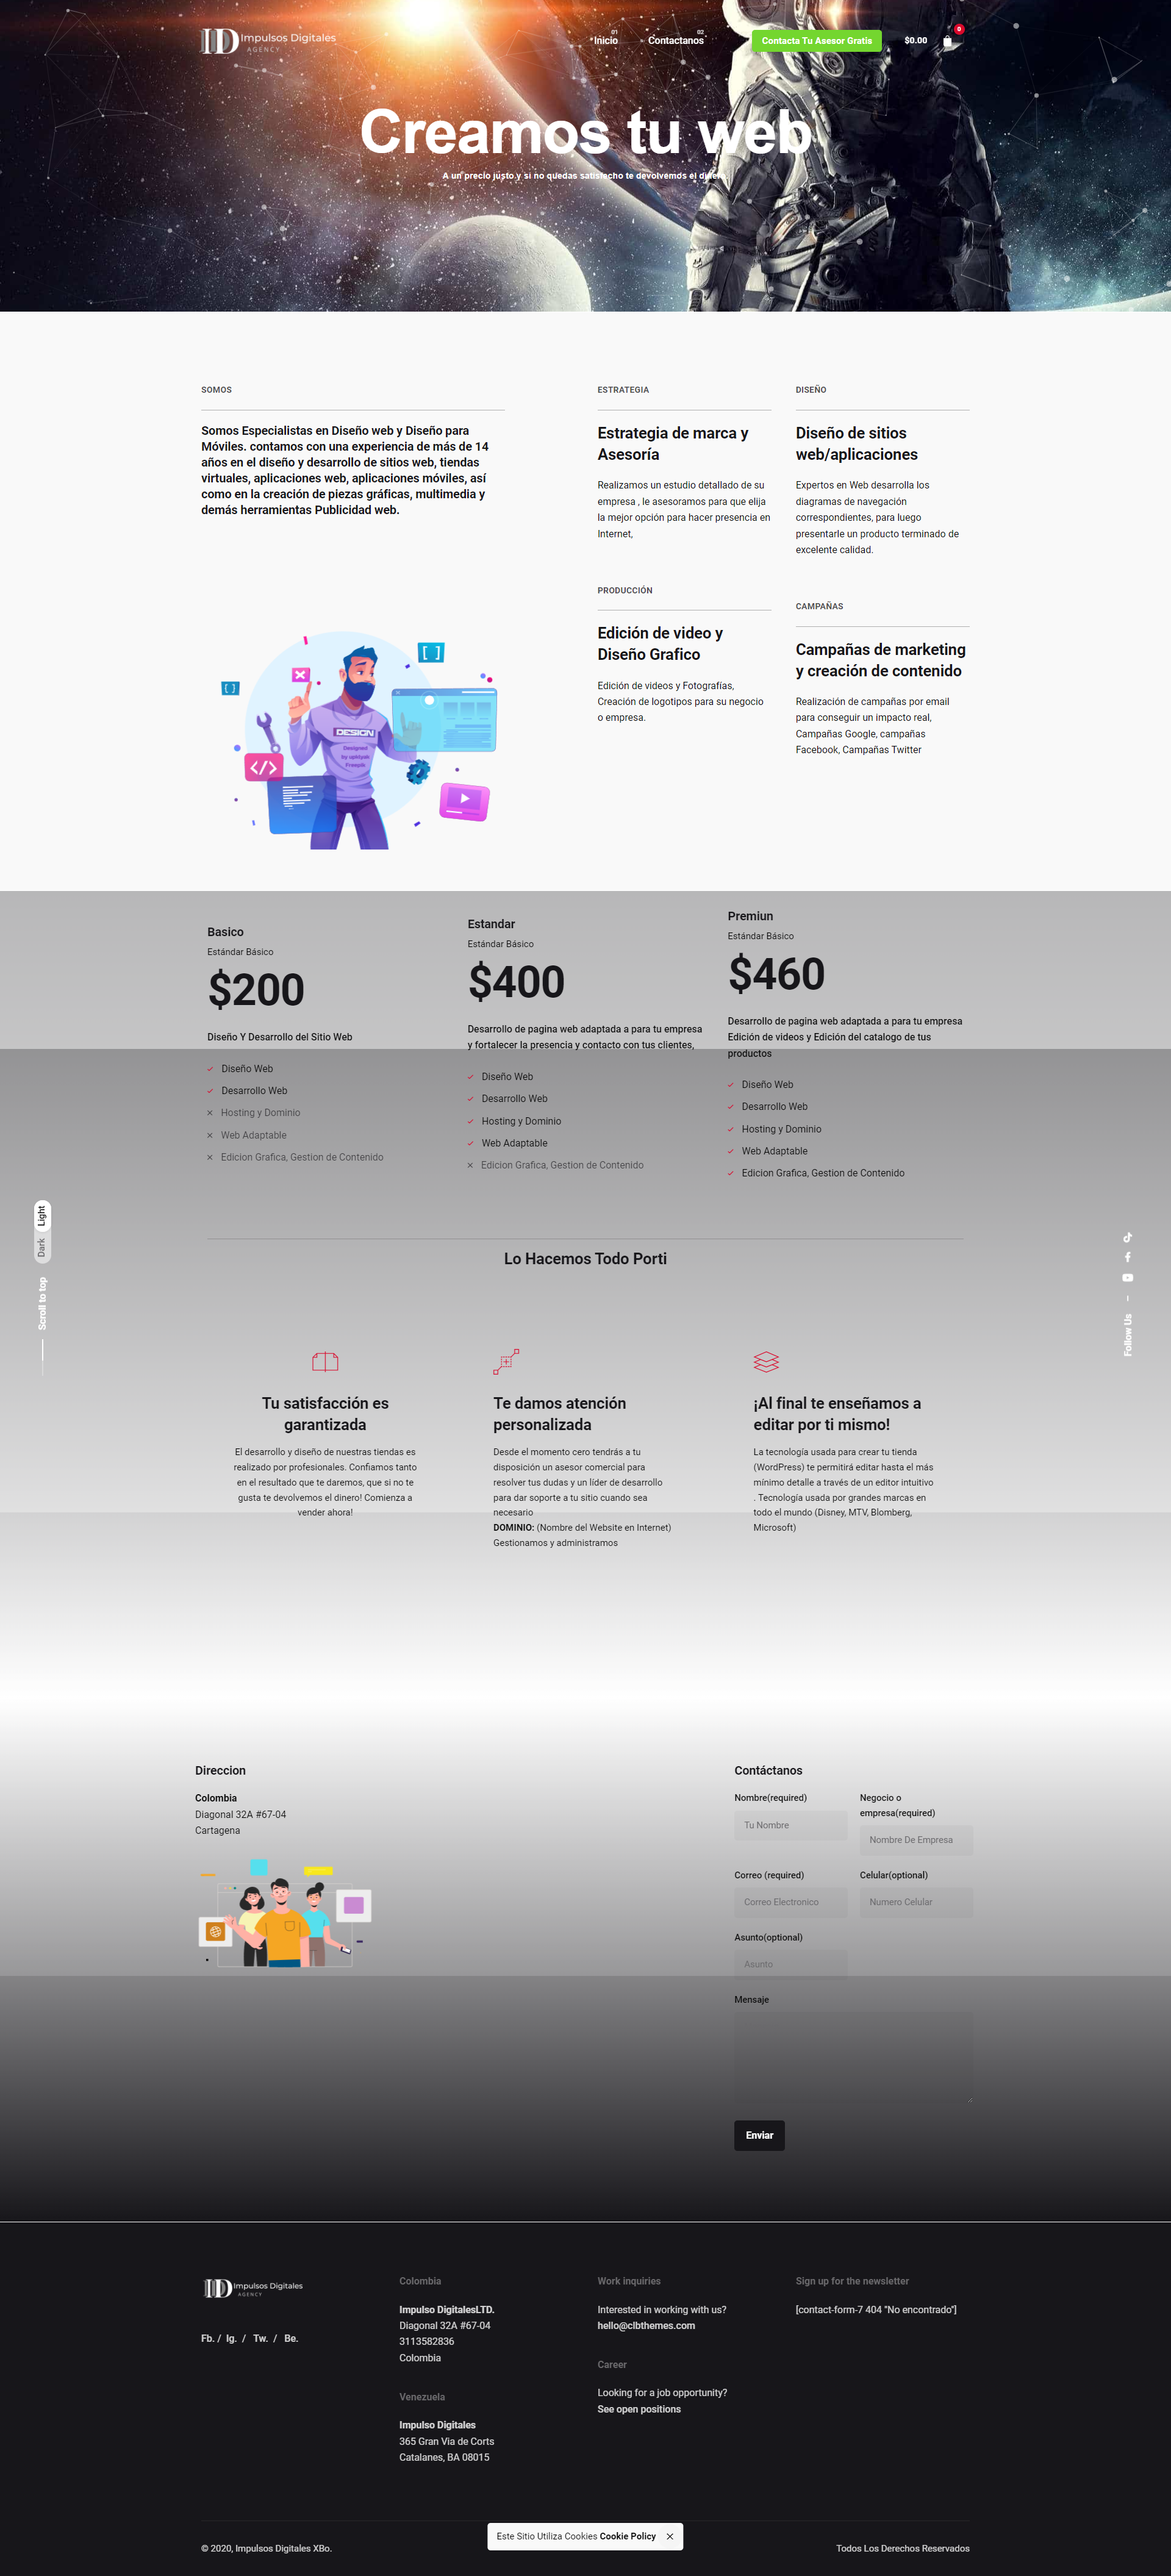 ID Impulsos Digitales
AGENCY
01
Inicio
02
Contactanos
Contacta Tu Asesor Gratis
$0.00
0
Creamos tu web
A un precio justo y si no quedas satisfecho te devolvemos el dinero
SOMOS
Somos Especialistas en Diseño web y Diseño para
Móviles. contamos con una experiencia de más de 14
años en el diseño y desarrollo de sitios web, tiendas
virtuales, aplicaciones web, aplicaciones móviles, así
como en la creación de piezas gráficas, multimedia y
demás herramientas Publicidad web.
ESTRATEGIA
Estrategia de marca y
Asesoría
Realizamos un estudio detallado de su
empresa , le asesoramos para que elija
la mejor opción para hacer presencia en
Internet,
DISEÑO
Diseño de sitios
web/aplicaciones
Expertos en Web desarrolla los
diagramas de navegación
correspondientes, para luego
presentarle un producto terminado de
excelente calidad.
PRODUCCIÓN
Edición de video y
Diseño Grafico
Edición de videos y Fotografías,
Creación de logotipos para su negocio
o empresa.
CAMPAÑAS
Campañas de marketing
y creación de contenido
Realización de campañas por email
para conseguir un impacto real,
Campañas Google, campañas
Facebook, Campañas Twitter
[ ]
{ }
DESIGN
Designed
by upklyak
Freepik
</>
Basico
Estándar Básico
$200
Diseño Y Desarrollo del Sitio Web
Diseño Web
Desarrollo Web
Hosting y Dominio
Web Adaptable
Edicion Grafica, Gestion de Contenido
Estandar
Estándar Básico
$400
Desarrollo de pagina web adaptada a para tu empresa
y fortalecer la presencia y contacto con tus clientes,
Diseño Web
Desarrollo Web
Hosting y Dominio
Web Adaptable
Edicion Grafica, Gestion de Contenido
Premiun
Estándar Básico
$460
Desarrollo de pagina web adaptada a para tu empresa
Edición de videos y Edición del catalogo de tus
productos
Diseño Web
Desarrollo Web
Hosting y Dominio
Web Adaptable
Edicion Grafica, Gestion de Contenido
Light
Dark
Scroll to top
Follow Us
Lo Hacemos Todo Porti
Tu satisfacción es
garantizada
El desarrollo y diseño de nuestras tiendas es
realizado por profesionales. Confiamos tanto
en el resultado que te daremos, que si no te
gusta te devolvemos el dinero! Comienza a
vender ahora!
Te damos atención
personalizada
Desde el momento cero tendrás a tu
disposición un asesor comercial para
resolver tus dudas y un líder de desarrollo
para dar soporte a tu sitio cuando sea
necesario
DOMINIO: (Nombre del Website en Internet)
Gestionamos y administramos
¡Al final te enseñamos a
editar por ti mismo!
La tecnología usada para crear tu tienda
(WordPress) te permitirá editar hasta el más
mínimo detalle a través de un editor intuitivo
. Tecnología usada por grandes marcas en
todo el mundo (Disney, MTV, Blomberg,
Microsoft)
Direccion
Colombia
Diagonal 32A #67-04
Cartagena
Contáctanos
Nombre(required)
Tu Nombre
Negocio o
empresa(required)
Nombre De Empresa
Correo (required)
Correo Electronico
Celular(optional)
Numero Celular
Asunto(optional)
Asunto
Mensaje
Enviar
ID Impulsos Digitales
AGENCY
Fb. / Ig. / Tw. / Be.
Colombia
Impulso DigitalesLTD.
Diagonal 32A #67-04
3113582836
Colombia
Venezuela
Impulso Digitales
365 Gran Via de Corts
Catalanes, BA 08015
Work inquiries
Interested in working with us?
hello@clbthemes.com
Career
Looking for a job opportunity?
See open positions
Sign up for the newsletter
[contact-form-7 404 "No encontrado"]
© 2020, Impulsos Digitales XBo.
Este Sitio Utiliza Cookies Cookie Policy
Todos Los Derechos Reservados